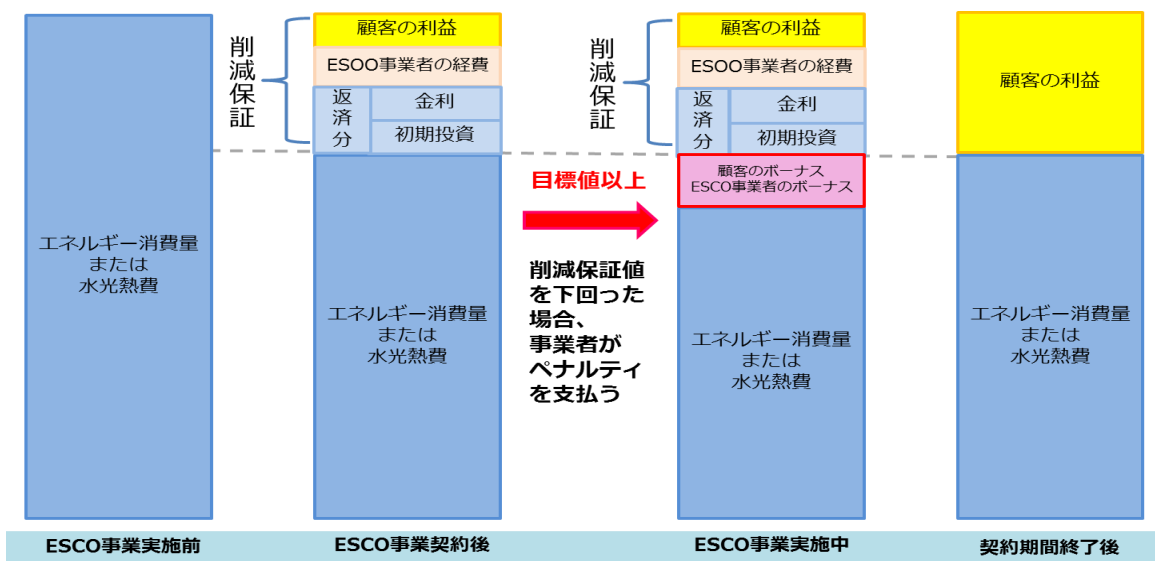 エネルギー消費量
または
水光熱費
ESCO事業実施前
削減保証
顧客の利益
ESOO事業者の経費
返済分
金利
初期投資
エネルギー消費量
または
水光熱費
ESCO事業契約後
目標値以上
削減保証値
を下回った
場合、
事業者が
ペナルティ
を支払う
削減保証
顧客の利益
ESOO事業者の経費
返済分
金利
初期投資
顧客のボーナス
ESCO事業者のボーナス
エネルギー消費量
または
水光熱費
ESCO事業実施中
顧客の利益
エネルギー消費量
または
水光熱費
契約期間終了後